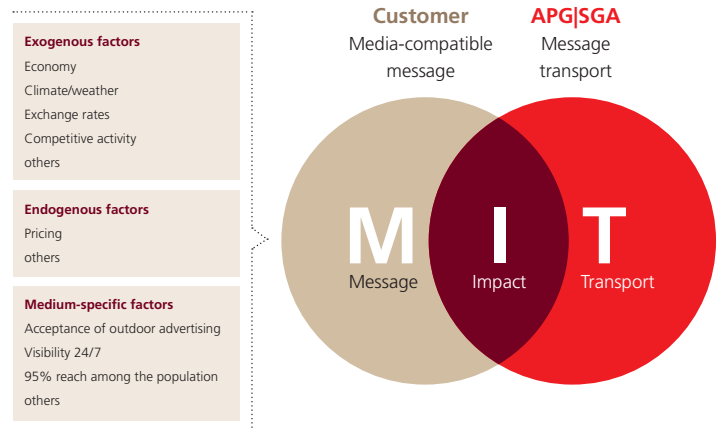 Exogenous factors
Economy
Climate/weather
Exchange rates
Competitive activity
others
Endogenous factors
Pricing
others
Medium-specific factors
Acceptance of outdoor advertising
Visibility 24/7
95% reach among the population
others
Customer
Media-compatible
message
APG|SGA
Message
transport
M
Message
I
Impact
T
Transport